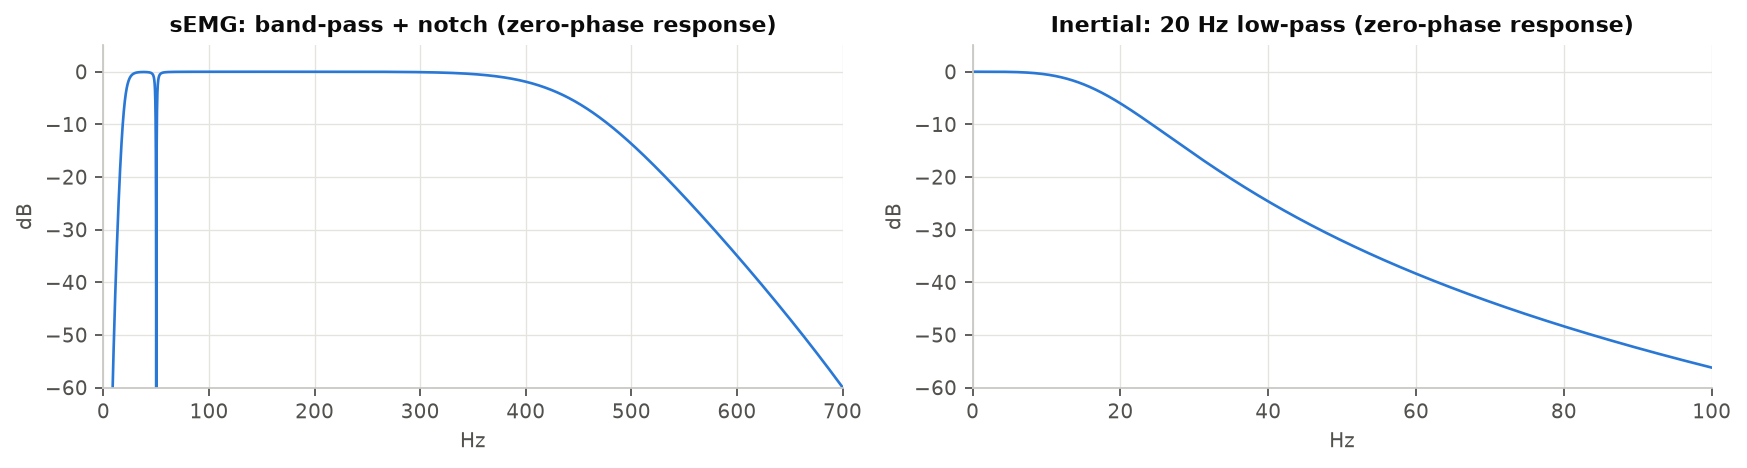 sEMG: band-pass + notch (zero-phase response)
0
−10
−20
−30
−40
−50
−60
dB
0 100 200 300 400 500 600 700
Hz
Inertial: 20 Hz low-pass (zero-phase response)
0
−10
−20
−30
−40
−50
−60
dB
0 20 40 60 80 100
Hz